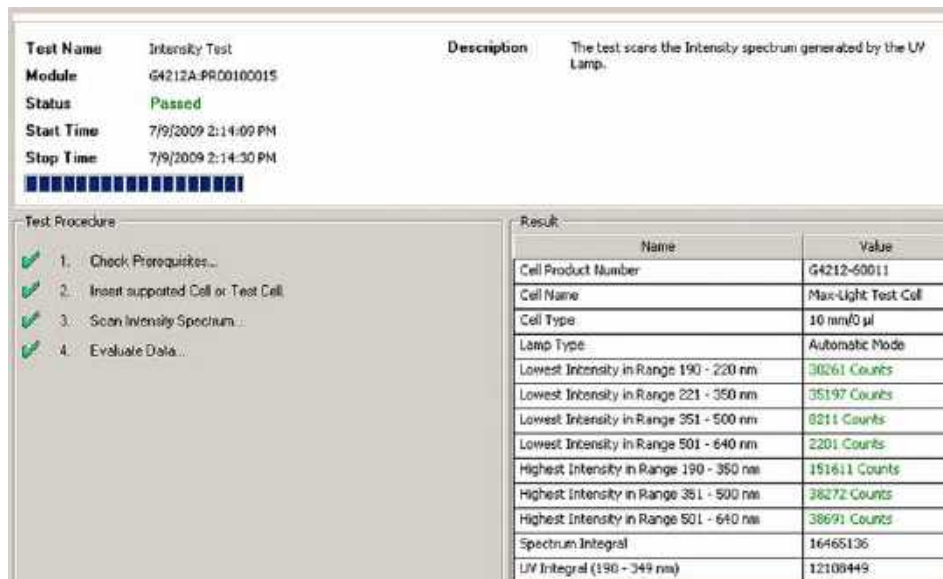 Test Name Intensity Test Description The test scans the Intensity spectrum generated by the UV
Lamp.
Module G4212A:PR00100015
Status Passed
Start Time 7/9/2009 2:14:09 PM
Stop Time 7/9/2009 2:14:30 PM
Test Procedure
1. Check Prerequisites...
2. Insert supported Cell or Test Cell
3. Scan Intensity Spectrum...
4. Evaluate Data...
Result
Name Value
Cell Product Number G4212-60011
Cell Name Max-Light Test Cell
Cell Type 10 mm/0 µl
Lamp Type Automatic Mode
Lowest Intensity in Range 190 - 220 nm 30261 Counts
Lowest Intensity in Range 221 - 350 nm 35197 Counts
Lowest Intensity in Range 351 - 500 nm 8211 Counts
Lowest Intensity in Range 501 - 640 nm 2201 Counts
Highest Intensity in Range 190 - 350 nm 151611 Counts
Highest Intensity in Range 351 - 500 nm 38272 Counts
Highest Intensity in Range 501 - 640 nm 38691 Counts
Spectrum Integral 16465136
UV Integral (190 - 349 nm) 12108449